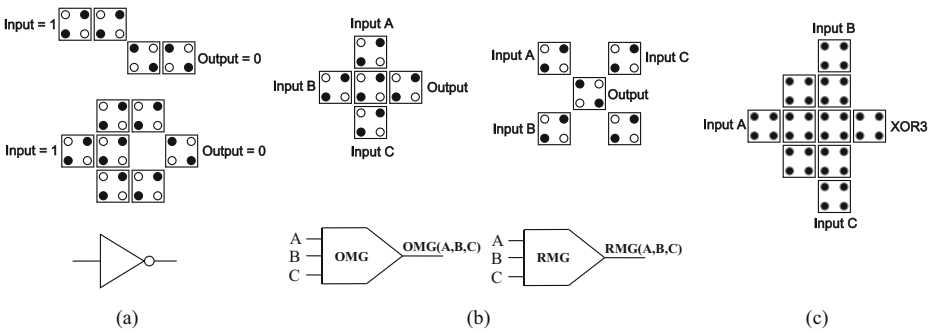 Input = 1
Output = 0
Input = 1
Output = 0
(a)
Input A
Input B
Output
Input C
Input A
Input C
Output
Input B
A
B
C
OMG
OMG(A,B,C)
A
B
C
RMG
RMG(A,B,C)
(b)
Input B
Input A
XOR3
Input C
(c)